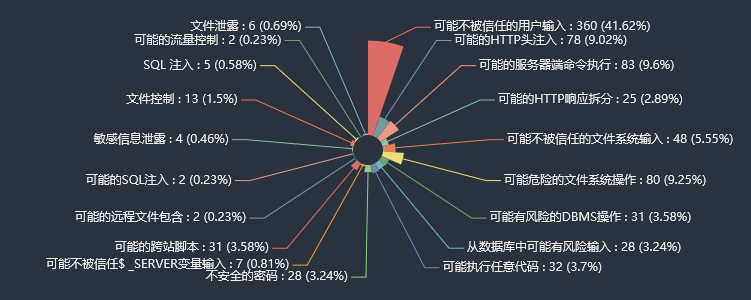 文件泄露 : 6 (0.69%)
可能的流量控制 : 2 (0.23%)
SQL 注入 : 5 (0.58%)
文件控制 : 13 (1.5%)
敏感信息泄露 : 4 (0.46%)
可能的SQL注入 : 2 (0.23%)
可能的远程文件包含 : 2 (0.23%)
可能的跨站脚本 : 31 (3.58%)
可能不被信任$ _SERVER变量输入 : 7 (0.81%)
不安全的密码 : 28 (3.24%)
可能不被信任的用户输入 : 360 (41.62%)
可能的HTTP头注入 : 78 (9.02%)
可能的服务器端命令执行 : 83 (9.6%)
可能的HTTP响应拆分 : 25 (2.89%)
可能不被信任的文件系统输入 : 48 (5.55%)
可能危险的文件系统操作 : 80 (9.25%)
可能有风险的DBMS操作 : 31 (3.58%)
从数据库中可能有风险输入 : 28 (3.24%)
可能执行任意代码 : 32 (3.7%)